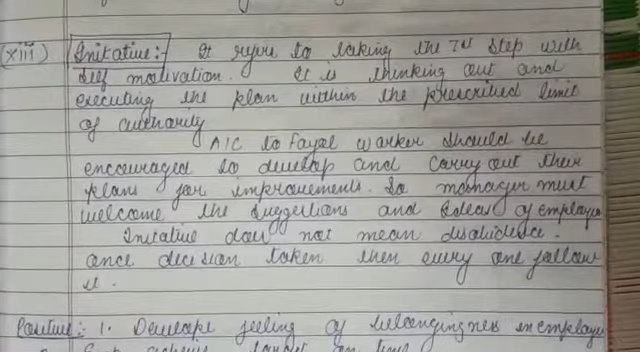 (xiii) Initative:- It refers to taking the 1st step with
self motivation. It is thinking out and
executing the plan within the prescribed limit
of authority
A/C to Fayol worker should be
encouraged to develop and carry out their
plans for improvements. So manager must
welcome the suggestions and Ideas of employee
Initative does not mean disobidence.
once decision taken then every one follow
it.
Positive: 1. Develope feeling of belongingness in employee